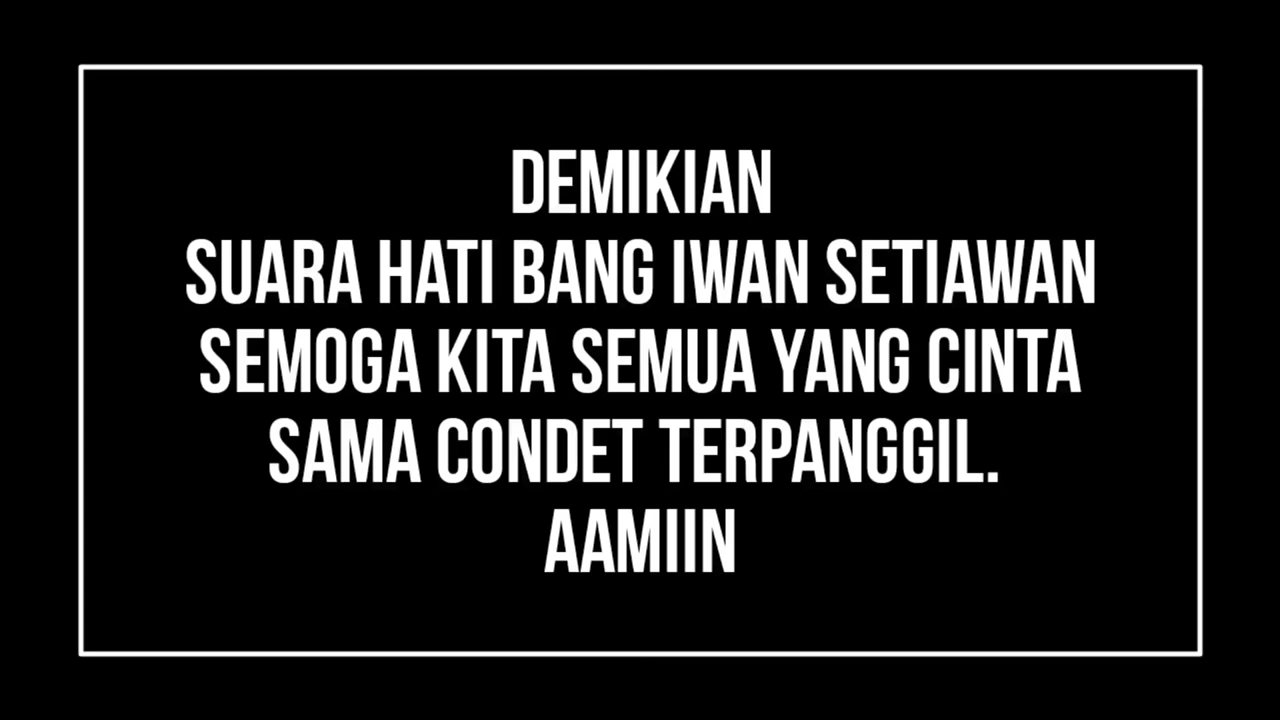 DEMIKIAN
SUARA HATI BANG IWAN SETIAWAN
SEMOGA KITA SEMUA YANG CINTA
SAMA CONDET TERPANGGIL.
AAMIIN